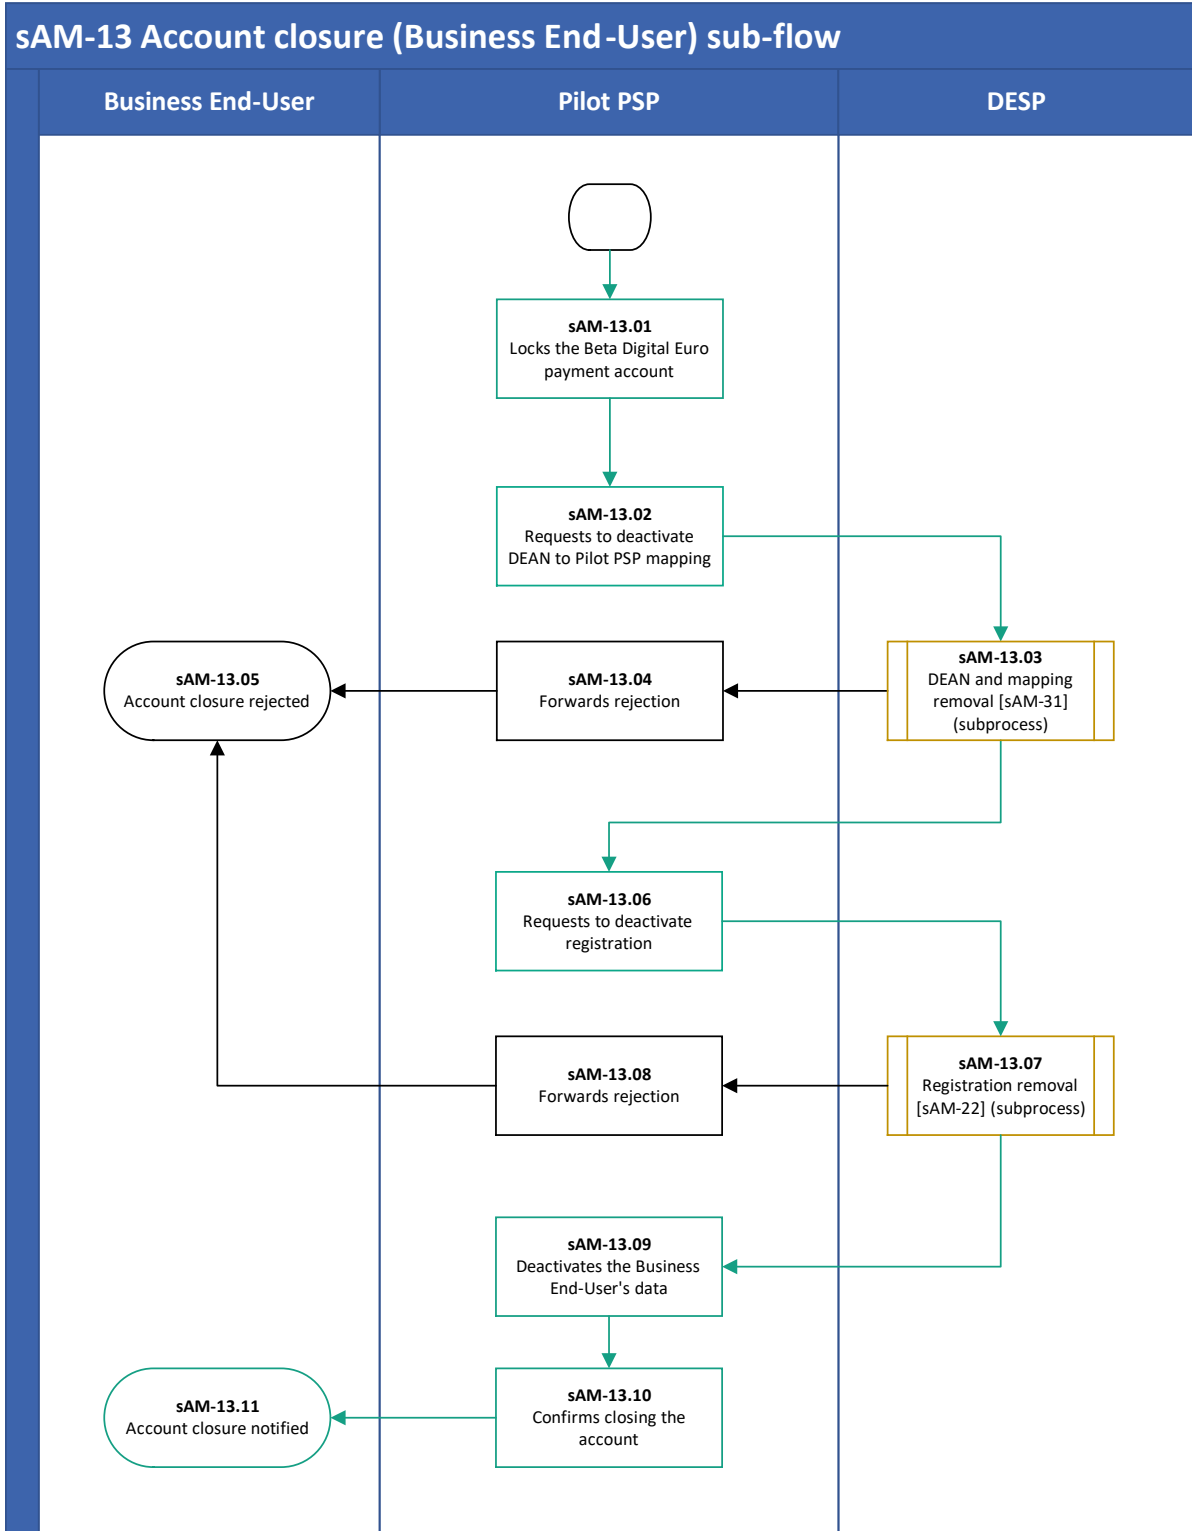 sAM-13 Account closure (Business End-User) sub-flow
Business End-User
Pilot PSP
DESP
sAM-13.01
Locks the Beta Digital Euro
payment account
sAM-13.02
Requests to deactivate
DEAN to Pilot PSP mapping
sAM-13.05
Account closure rejected
sAM-13.04
Forwards rejection
sAM-13.03
DEAN and mapping
removal [sAM-31]
(subprocess)
sAM-13.06
Requests to deactivate
registration
sAM-13.08
Forwards rejection
sAM-13.07
Registration removal
[sAM-22] (subprocess)
sAM-13.09
Deactivates the Business
End-User's data
sAM-13.11
Account closure notified
sAM-13.10
Confirms closing the
account